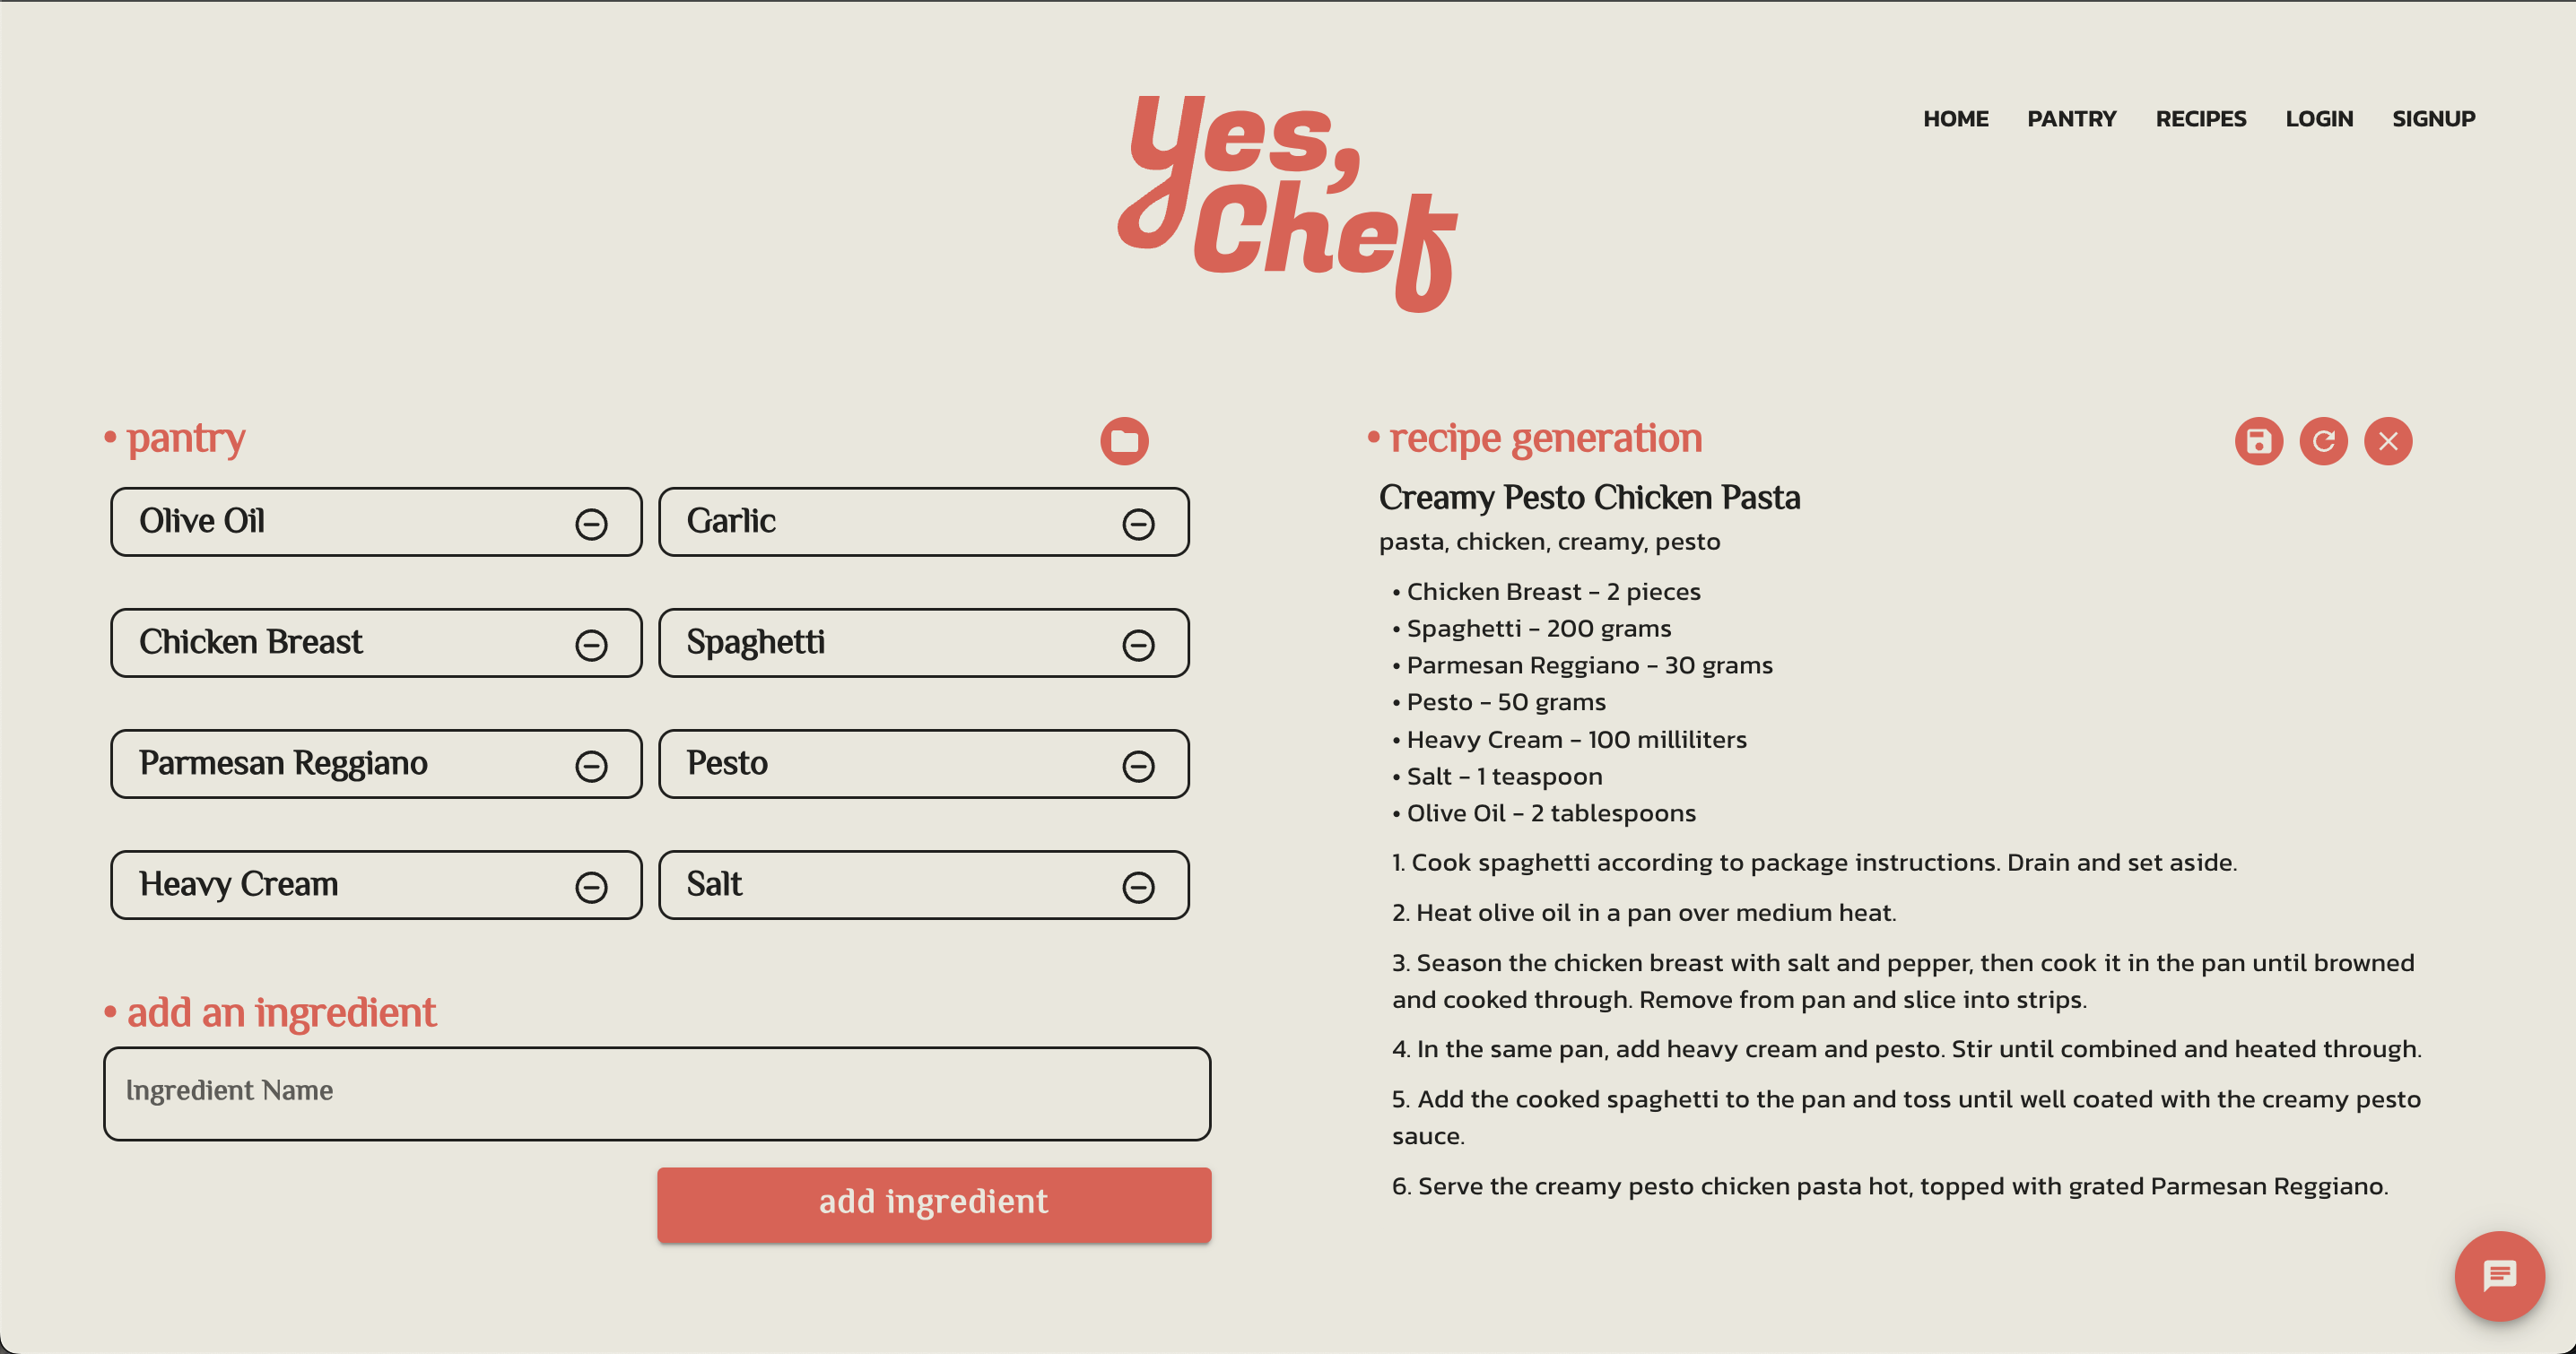 Yes,
Chef
HOME PANTRY RECIPES LOGIN SIGNUP
• pantry
Olive Oil
Garlic
Chicken Breast
Spaghetti
Parmesan Reggiano
Pesto
Heavy Cream
Salt
• add an ingredient
Ingredient Name
add ingredient
• recipe generation
Creamy Pesto Chicken Pasta
pasta, chicken, creamy, pesto
• Chicken Breast - 2 pieces
• Spaghetti - 200 grams
• Parmesan Reggiano - 30 grams
• Pesto - 50 grams
• Heavy Cream - 100 milliliters
• Salt - 1 teaspoon
• Olive Oil - 2 tablespoons
1. Cook spaghetti according to package instructions. Drain and set aside.
2. Heat olive oil in a pan over medium heat.
3. Season the chicken breast with salt and pepper, then cook it in the pan until browned
and cooked through. Remove from pan and slice into strips.
4. In the same pan, add heavy cream and pesto. Stir until combined and heated through.
5. Add the cooked spaghetti to the pan and toss until well coated with the creamy pesto
sauce.
6. Serve the creamy pesto chicken pasta hot, topped with grated Parmesan Reggiano.